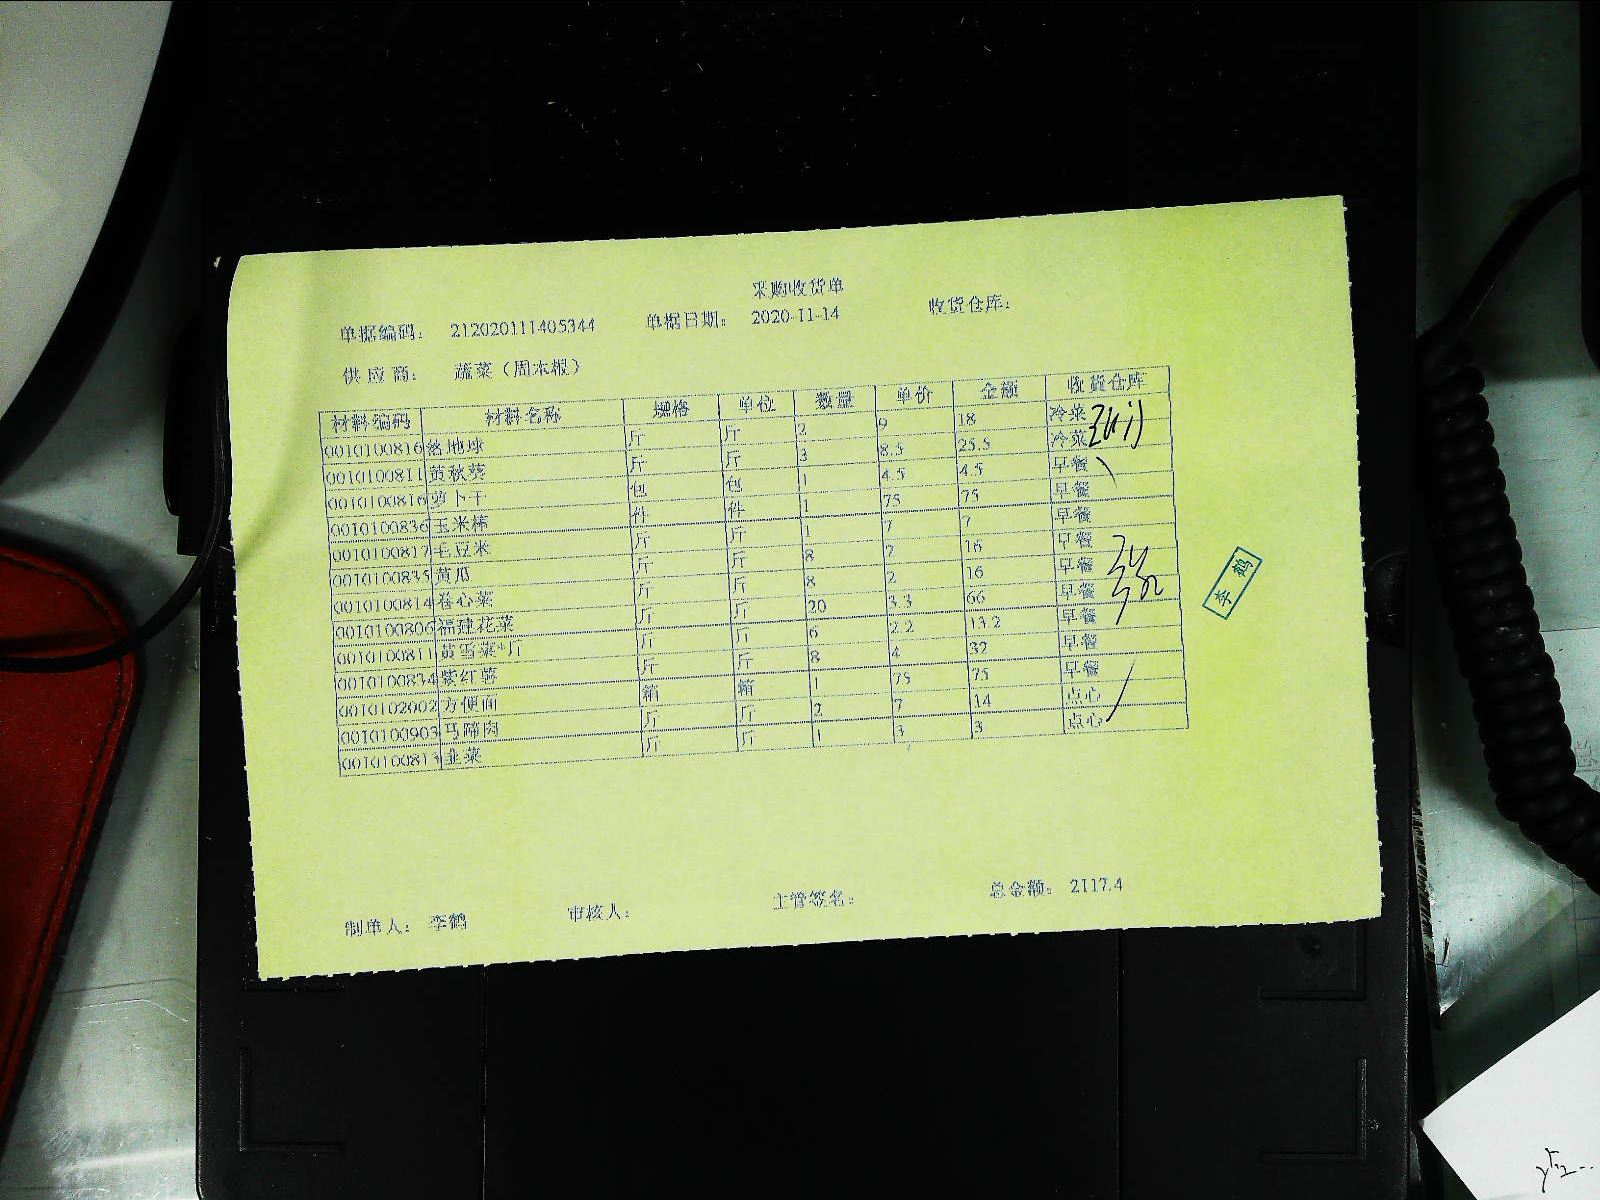 采购收货单
单据编码: 212020111405344 单据日期: 2020-11-14 收货仓库:
供应商: 蔬菜(周本根)
材料编码 材料名称 规格 单位 数量 单价 金额 收货仓库
0010100816 落地球 斤 斤 2 9 18 冷菜
0010100811 黄秋葵 斤 斤 3 8.5 25.5 冷菜
0010100816 萝卜干 包 包 1 4.5 4.5 早餐
0010100836 玉米棒 件 件 1 75 75 早餐
0010100817 毛豆米 斤 斤 1 7 7 早餐
0010100835 黄瓜 斤 斤 8 2 16 早餐
0010100814 卷心菜 斤 斤 8 2 16 早餐
0010100806 福建花菜 斤 斤 20 3.3 66 早餐
0010100811 黄雪菜*斤 斤 斤 6 2.2 13.2 早餐
0010100834 紫红薯 斤 斤 8 4 32 早餐
0010102002 方便面 箱 箱 1 75 75 早餐
0010100903 马蹄肉 斤 斤 2 7 14 点心
0010100813 韭菜 斤 斤 1 3 3 点心
李鹤
制单人: 李鹤 审核人: 主管签名: 总金额: 2117.4